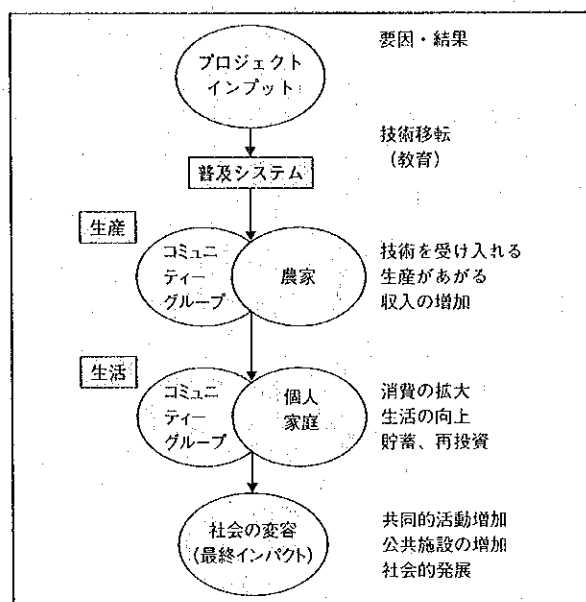 要因・結果
プロジェクト
インプット
技術移転
(教育)
普及システム
生産
コミュニ
ティー
グループ
農家
技術を受け入れる
生産があがる
収入の増加
生活
コミュニ
ティー
グループ
個人
家庭
消費の拡大
生活の向上
貯蓄、再投資
社会の変容
(最終インパクト)
共同的活動増加
公共施設の増加
社会的発展